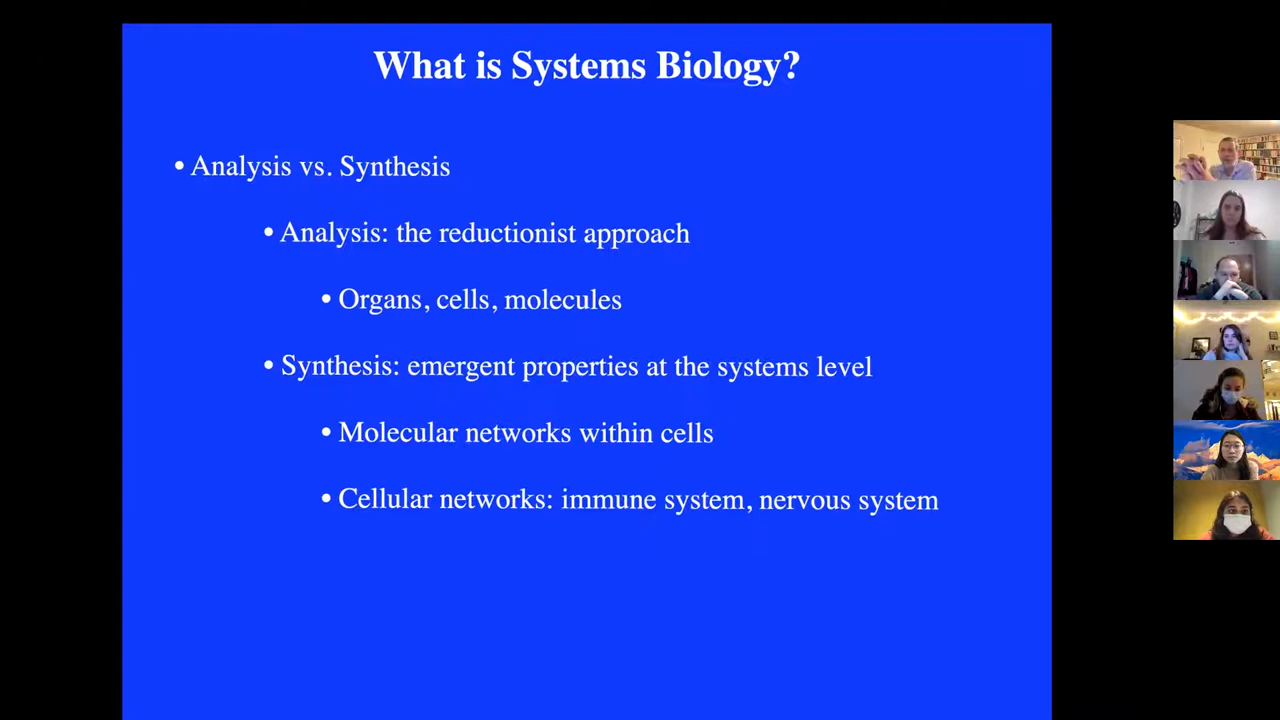 What is Systems Biology?
• Analysis vs. Synthesis
• Analysis: the reductionist approach
• Organs, cells, molecules
• Synthesis: emergent properties at the systems level
• Molecular networks within cells
• Cellular networks: immune system, nervous system